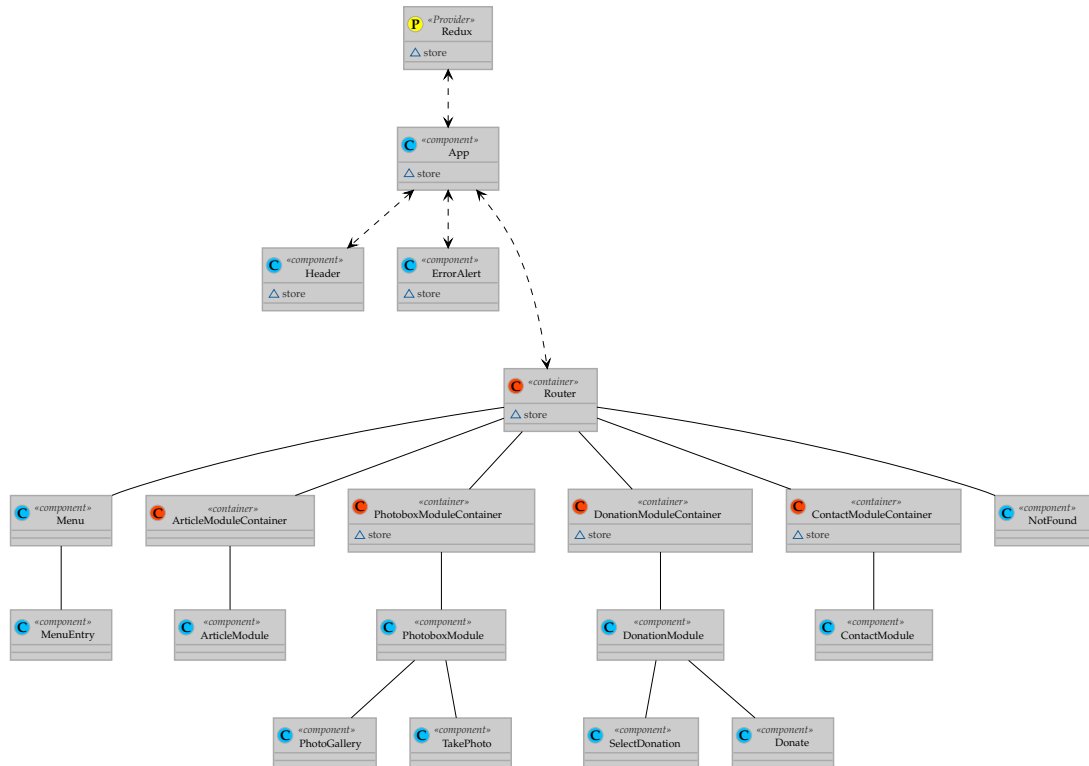 P «Provider»
Redux
store
C «component»
App
store
C «component»
Header
store
C «component»
ErrorAlert
store
C «container»
Router
store
C «component»
Menu
C «container»
ArticleModuleContainer
C «container»
PhotoboxModuleContainer
store
C «container»
DonationModuleContainer
store
C «container»
ContactModuleContainer
store
C «component»
NotFound
C «component»
MenuEntry
C «component»
ArticleModule
C «component»
PhotoboxModule
C «component»
DonationModule
C «component»
ContactModule
C «component»
PhotoGallery
C «component»
TakePhoto
C «component»
SelectDonation
C «component»
Donate